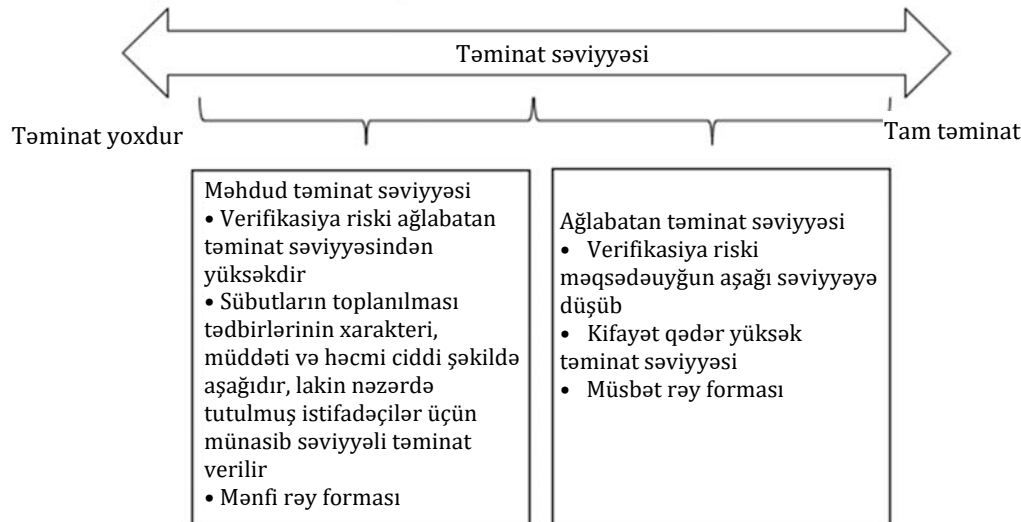 Təminat səviyyəsi
Təminat yoxdur
Tam təminat
Məhdud təminat səviyyəsi
• Verifikasiya riski ağlabatan
təminat səviyyəsindən
yüksəkdir
• Sübutların toplanılması
tədbirlərinin xarakteri,
müddəti və həcmi ciddi şəkildə
aşağıdır, lakin nəzərdə
tutulmuş istifadəçilər üçün
münasib səviyyəli təminat
verilir
• Mənfi rəy forması
Ağlabatan təminat səviyyəsi
• Verifikasiya riski
məqsədəuyğun aşağı səviyyəyə
düşüb
• Kifayət qədər yüksək
təminat səviyyəsi
• Müsbət rəy forması